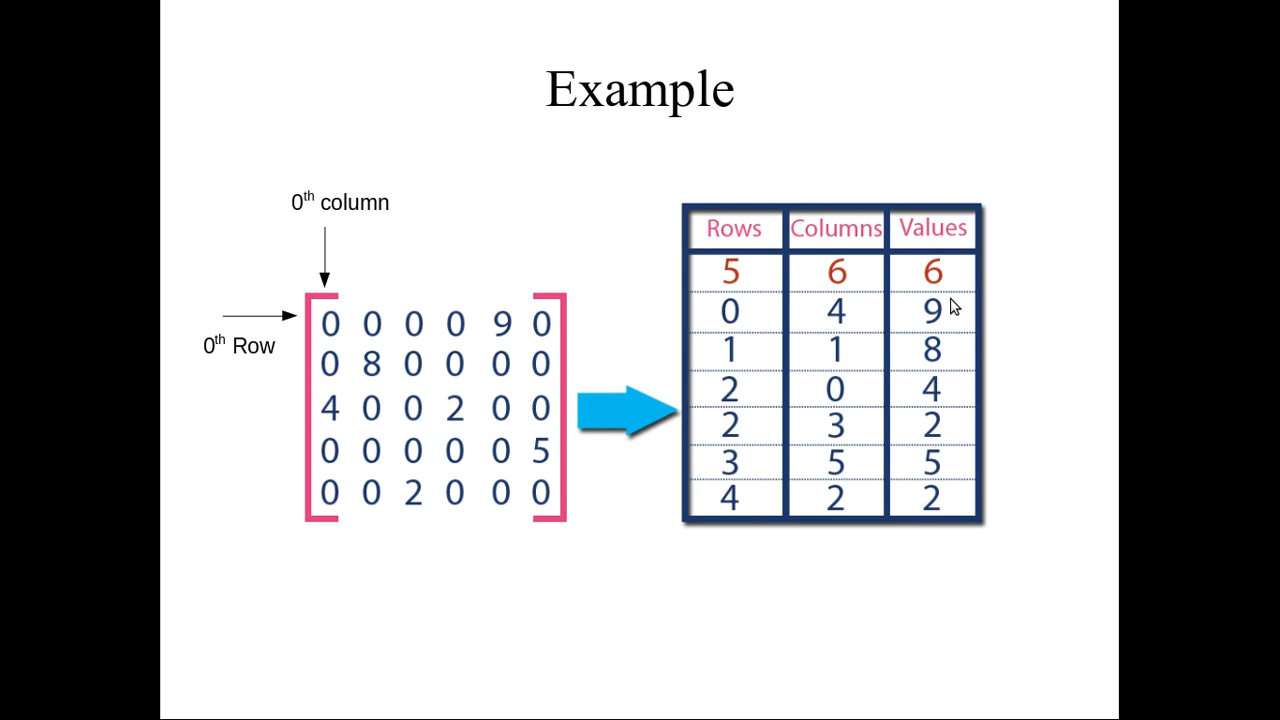 Example
0th column
0th Row
0 0 0 0 9 0
0 8 0 0 0 0
4 0 0 2 0 0
0 0 0 0 0 5
0 0 2 0 0 0
Rows Columns Values
5 6 6
0 4 9
1 1 8
2 0 4
2 3 2
3 5 5
4 2 2